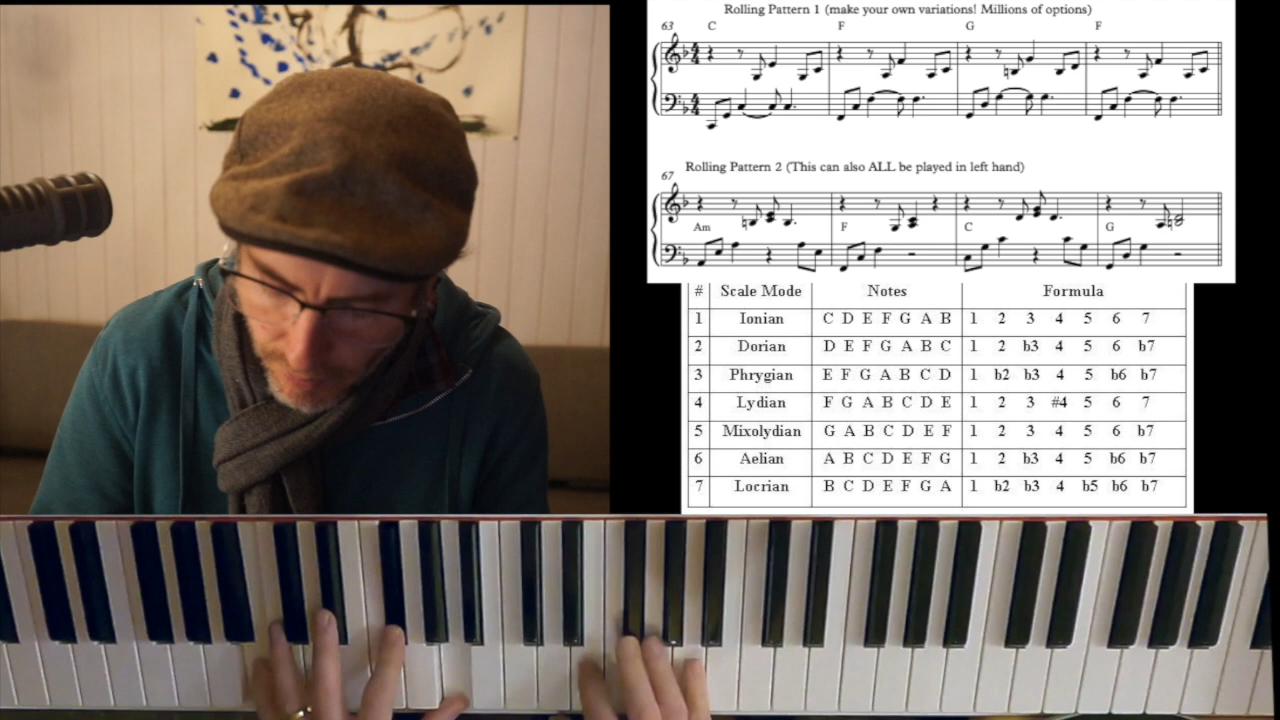 Rolling Pattern 1 (make your own variations! Millions of options)
63 C F G F
Rolling Pattern 2 (This can also ALL be played in left hand)
67
Am F C G
# Scale Mode Notes Formula
1 Ionian C D E F G A B 1 2 3 4 5 6 7
2 Dorian D E F G A B C 1 2 b3 4 5 6 b7
3 Phrygian E F G A B C D 1 b2 b3 4 5 b6 b7
4 Lydian F G A B C D E 1 2 3 #4 5 6 7
5 Mixolydian G A B C D E F 1 2 3 4 5 6 b7
6 Aelian A B C D E F G 1 2 b3 4 5 b6 b7
7 Locrian B C D E F G A 1 b2 b3 4 b5 b6 b7